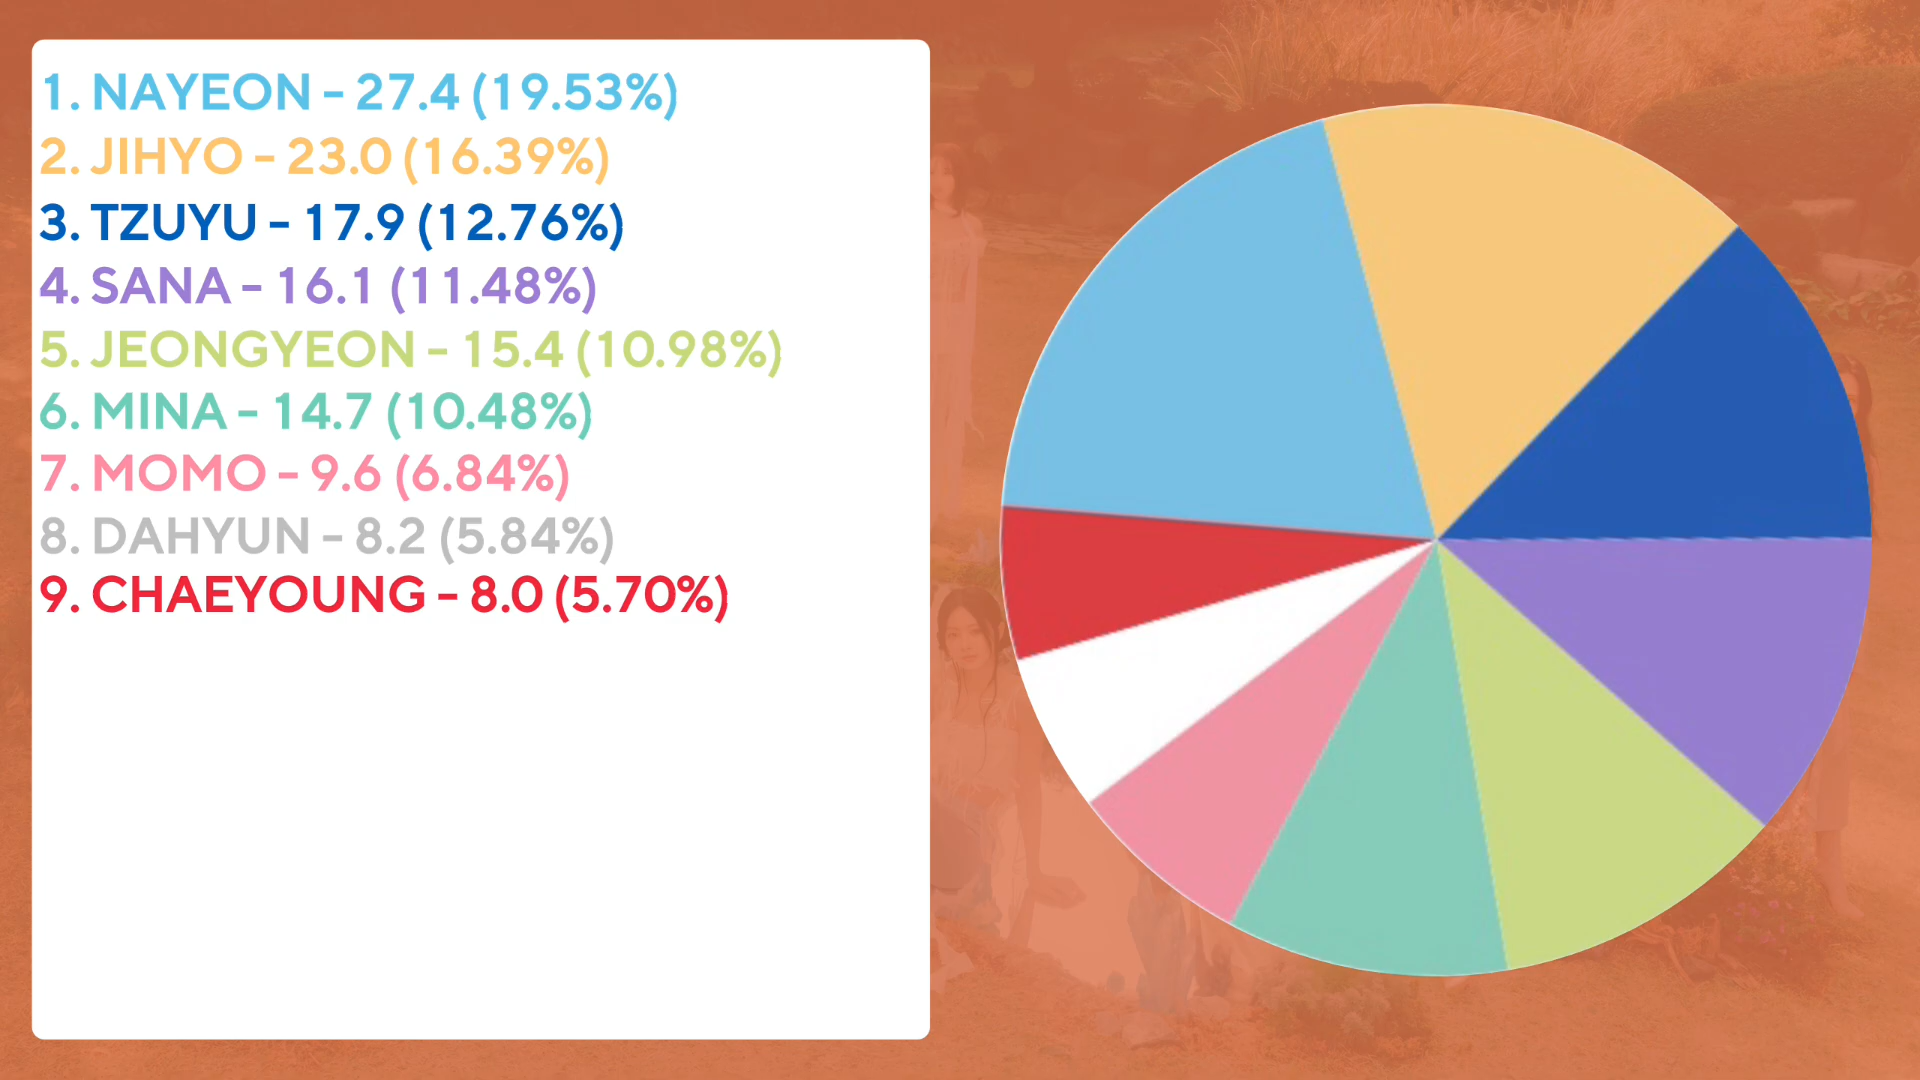 1. NAYEON - 27.4 (19.53%)
2. JIHYO - 23.0 (16.39%)
3. TZUYU - 17.9 (12.76%)
4. SANA - 16.1 (11.48%)
5. JEONGYEON - 15.4 (10.98%)
6. MINA - 14.7 (10.48%)
7. MOMO - 9.6 (6.84%)
8. DAHYUN - 8.2 (5.84%)
9. CHAEYOUNG - 8.0 (5.70%)